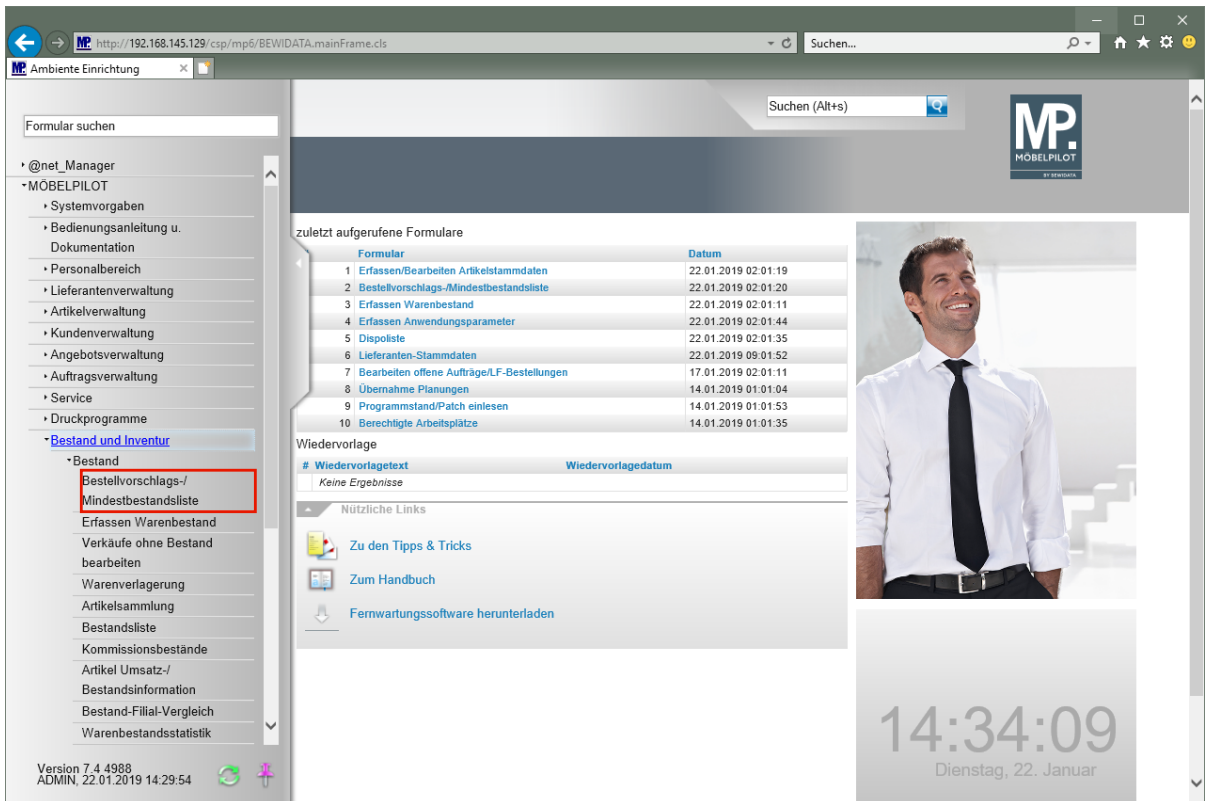 http://192.168.145.129/csp/mp6/BEWIDATA.mainFrame.cls
Suchen...
MP. Ambiente Einrichtung
Suchen (Alt+s)
MP.
MÖBELPILOT
BY BEWIDATA
Formular suchen
@net_Manager
MÖBELPILOT
Systemvorgaben
Bedienungsanleitung u.
Dokumentation
Personalbereich
Lieferantenverwaltung
Artikelverwaltung
Kundenverwaltung
Angebotsverwaltung
Auftragsverwaltung
Service
Druckprogramme
Bestand und Inventur
Bestand
Bestellvorschlags-/
Mindestbestandsliste
Erfassen Warenbestand
Verkäufe ohne Bestand
bearbeiten
Warenverlagerung
Artikelsammlung
Bestandsliste
Kommissionsbestände
Artikel Umsatz-/
Bestandsinformation
Bestand-Filial-Vergleich
Warenbestandsstatistik
Version 7.4 4988
ADMIN, 22.01.2019 14:29:54
zuletzt aufgerufene Formulare
Formular Datum
1 Erfassen/Bearbeiten Artikelstammdaten 22.01.2019 02:01:19
2 Bestellvorschlags-/Mindestbestandsliste 22.01.2019 02:01:20
3 Erfassen Warenbestand 22.01.2019 02:01:11
4 Erfassen Anwendungsparameter 22.01.2019 02:01:44
5 Dispoliste 22.01.2019 02:01:35
6 Lieferanten-Stammdaten 22.01.2019 09:01:52
7 Bearbeiten offene Aufträge/LF-Bestellungen 17.01.2019 02:01:11
8 Übernahme Planungen 14.01.2019 01:01:04
9 Programmstand/Patch einlesen 14.01.2019 01:01:53
10 Berechtigte Arbeitsplätze 14.01.2019 01:01:35
Wiedervorlage
# Wiedervorlagetext Wiedervorlagedatum
Keine Ergebnisse
Nützliche Links
Zu den Tipps & Tricks
Zum Handbuch
Fernwartungssoftware herunterladen
14:34:09
Dienstag, 22. Januar